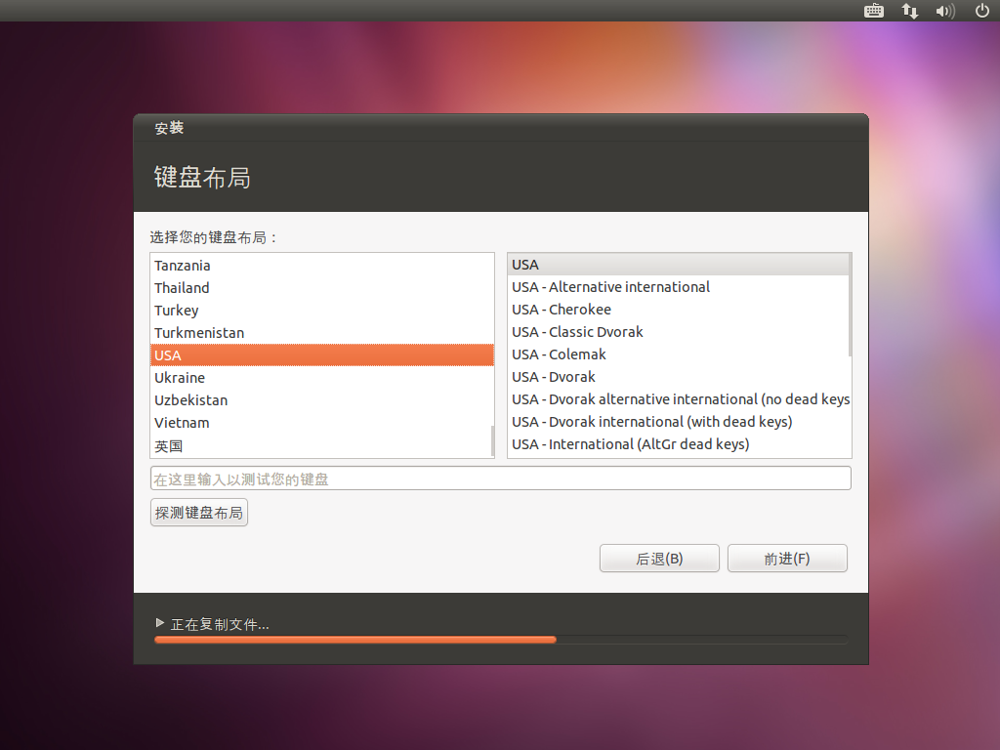 安装
键盘布局
选择您的键盘布局：
Tanzania
Thailand
Turkey
Turkmenistan
USA
Ukraine
Uzbekistan
Vietnam
英国
USA
USA - Alternative international
USA - Cherokee
USA - Classic Dvorak
USA - Colemak
USA - Dvorak
USA - Dvorak alternative international (no dead keys
USA - Dvorak international (with dead keys)
USA - International (AltGr dead keys)
在这里输入以测试您的键盘
探测键盘布局
后退(B)
前进(F)
正在复制文件...